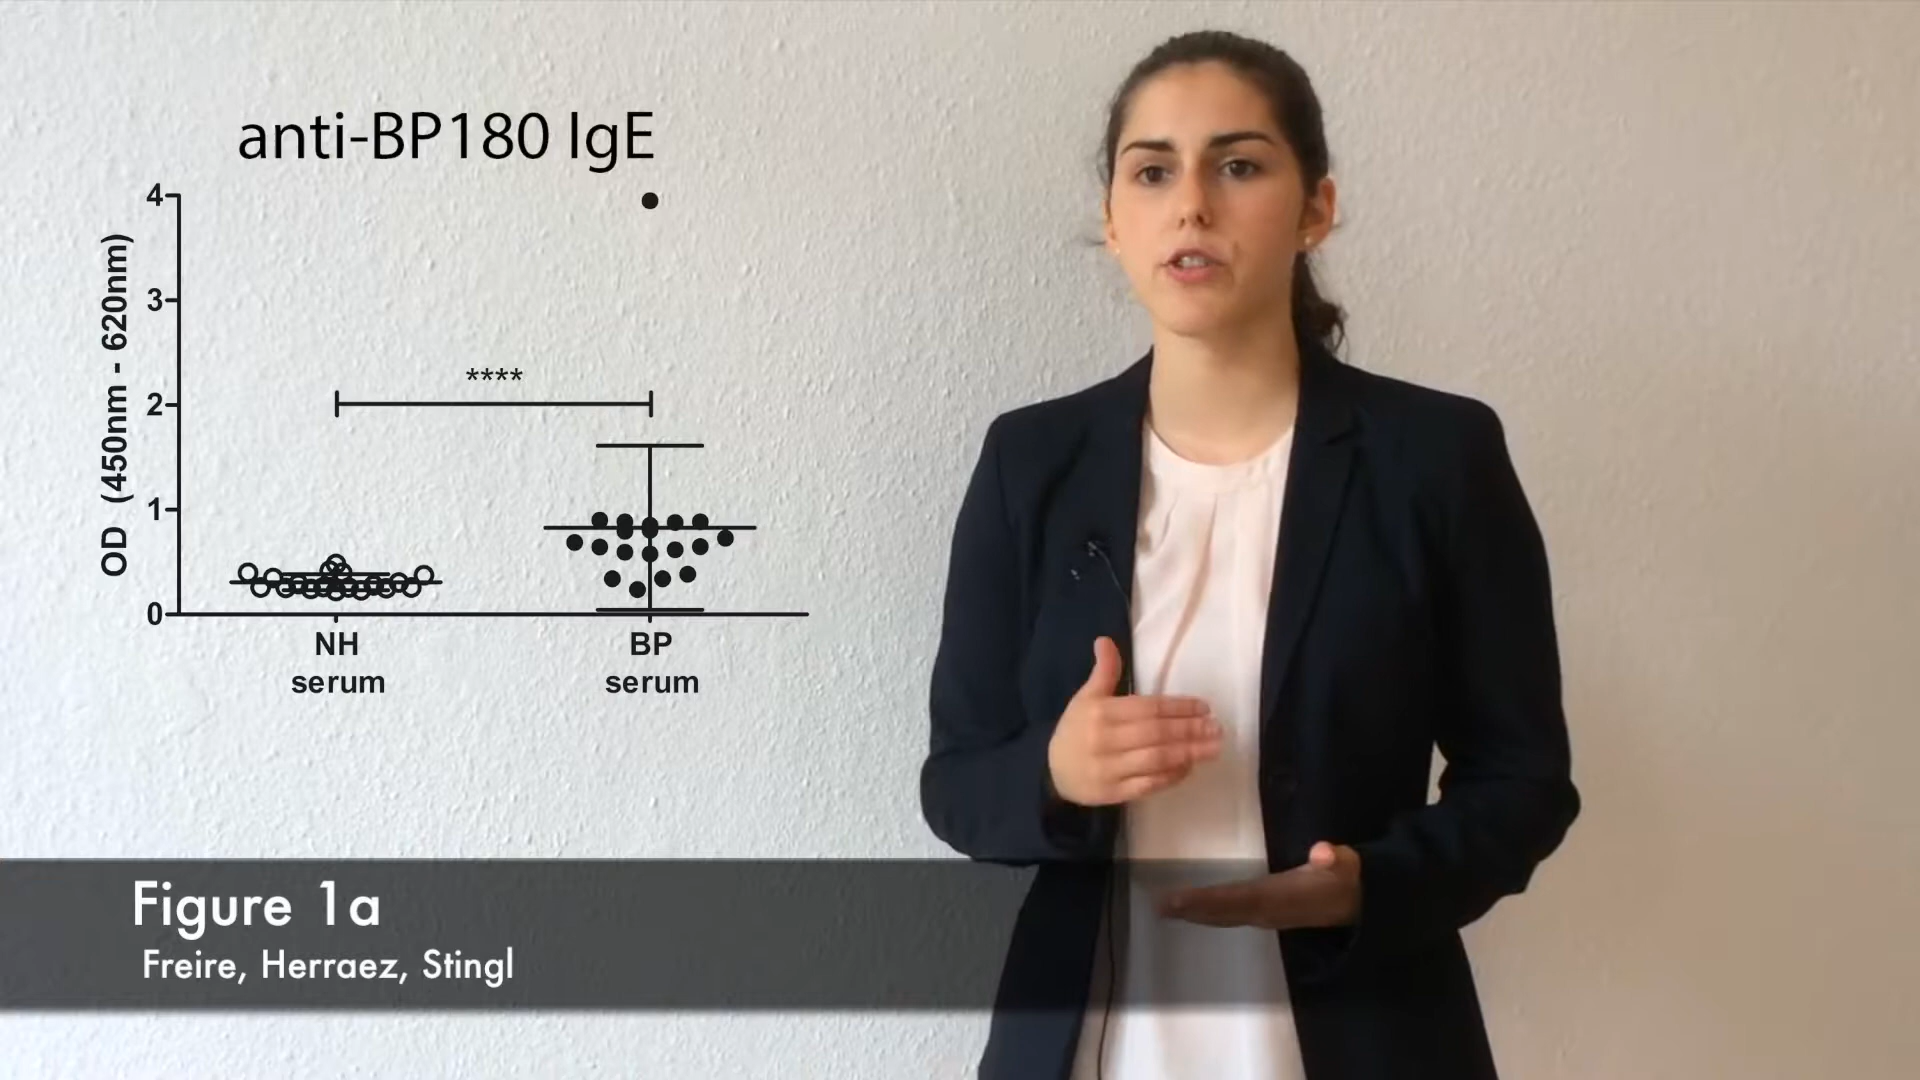 anti-BP180 IgE
4
3
2
1
0
OD (450nm - 620nm)
****
NH
serum
BP
serum
Figure 1a
Freire, Herraez, Stingl